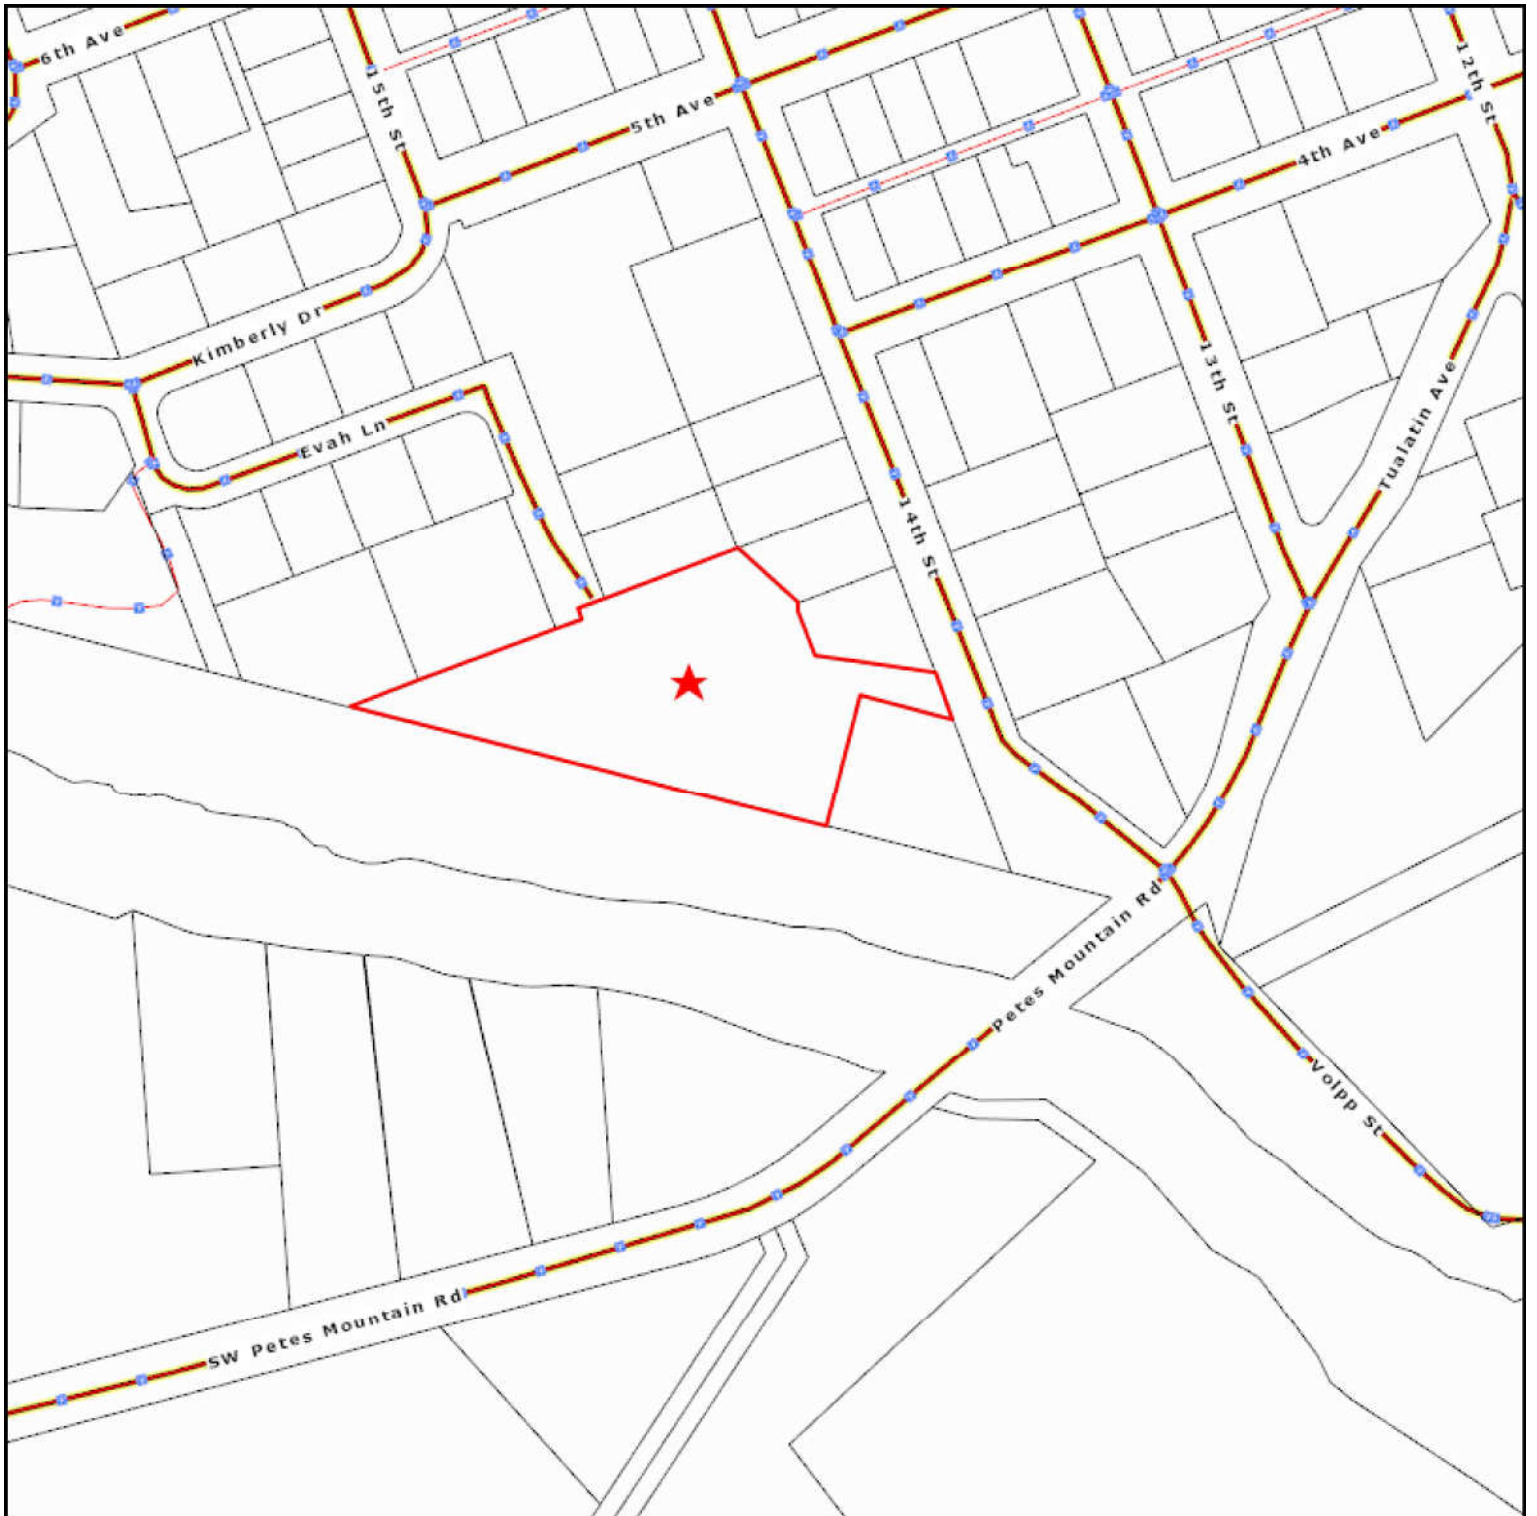 6th Ave
15th St
5th Ave
12th St
4th Ave
Kimberly Dr
13th St
Evah Ln
Tualatin Ave
14th St
Petes Mountain Rd
Volpp St
SW Petes Mountain Rd